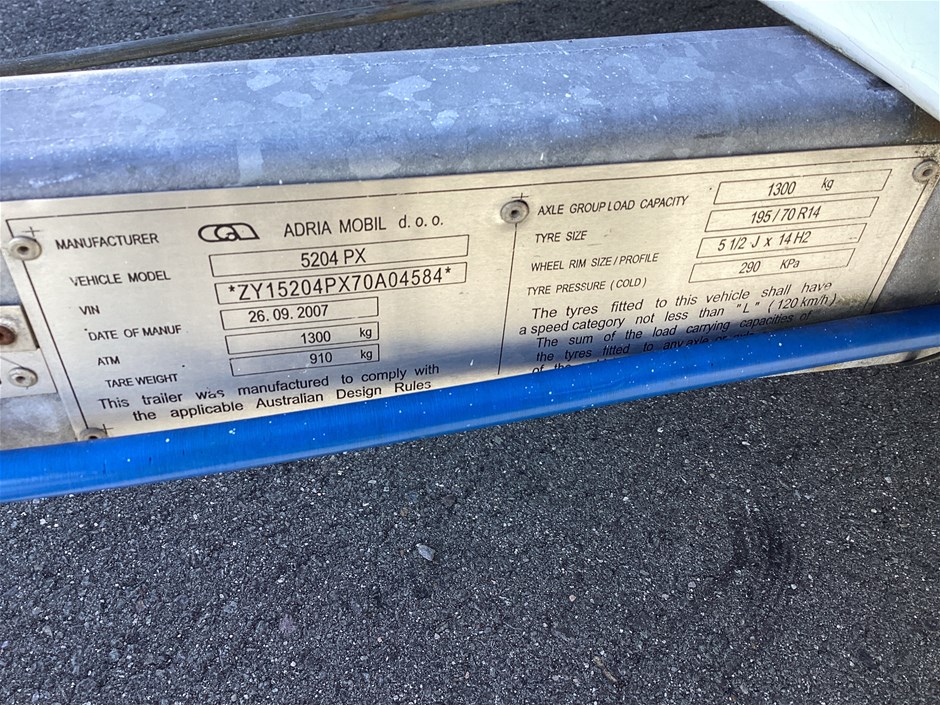 MANUFACTURER ADRIA MOBIL d.o.o.
VEHICLE MODEL 5204 PX
VIN *ZY15204PX70A04584*
DATE OF MANUF. 26.09.2007
ATM 1300 kg
TARE WEIGHT 910 kg
This trailer was manufactured to comply with
the applicable Australian Design Rules
AXLE GROUP LOAD CAPACITY 1300 kg
TYRE SIZE 195/70 R14
WHEEL RIM SIZE/PROFILE 5 1/2 J x 14 H2
TYRE PRESSURE (COLD) 290 KPa
The tyres fitted to this vehicle shall have
a speed category not less than "L" (120 km/h)
The sum of the load carrying capacities of
the tyres fitted to any axle or
of the